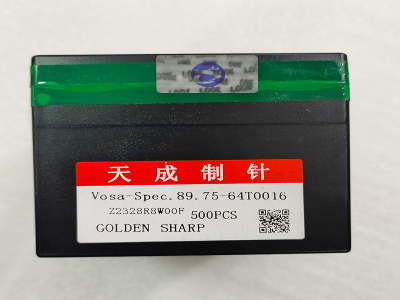 天成制针
Vosa-Spec.89.75-64T0016
Z2328R8W00F 500PCS
GOLDEN SHARP